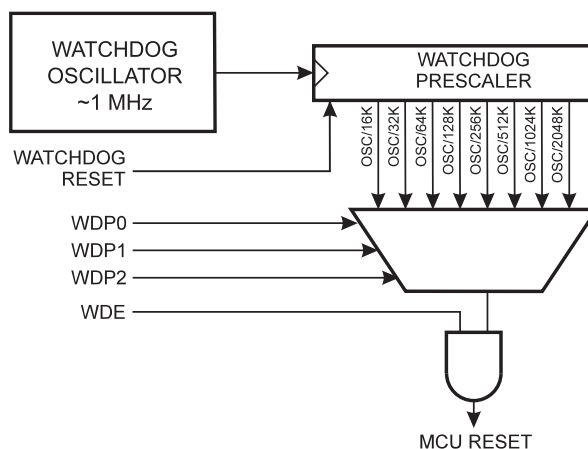 WATCHDOG
OSCILLATOR
~1 MHz
WATCHDOG
PRESCALER
WATCHDOG
RESET
OSC/16K
OSC/32K
OSC/64K
OSC/128K
OSC/256K
OSC/512K
OSC/1024K
OSC/2048K
WDP0
WDP1
WDP2
WDE
MCU RESET